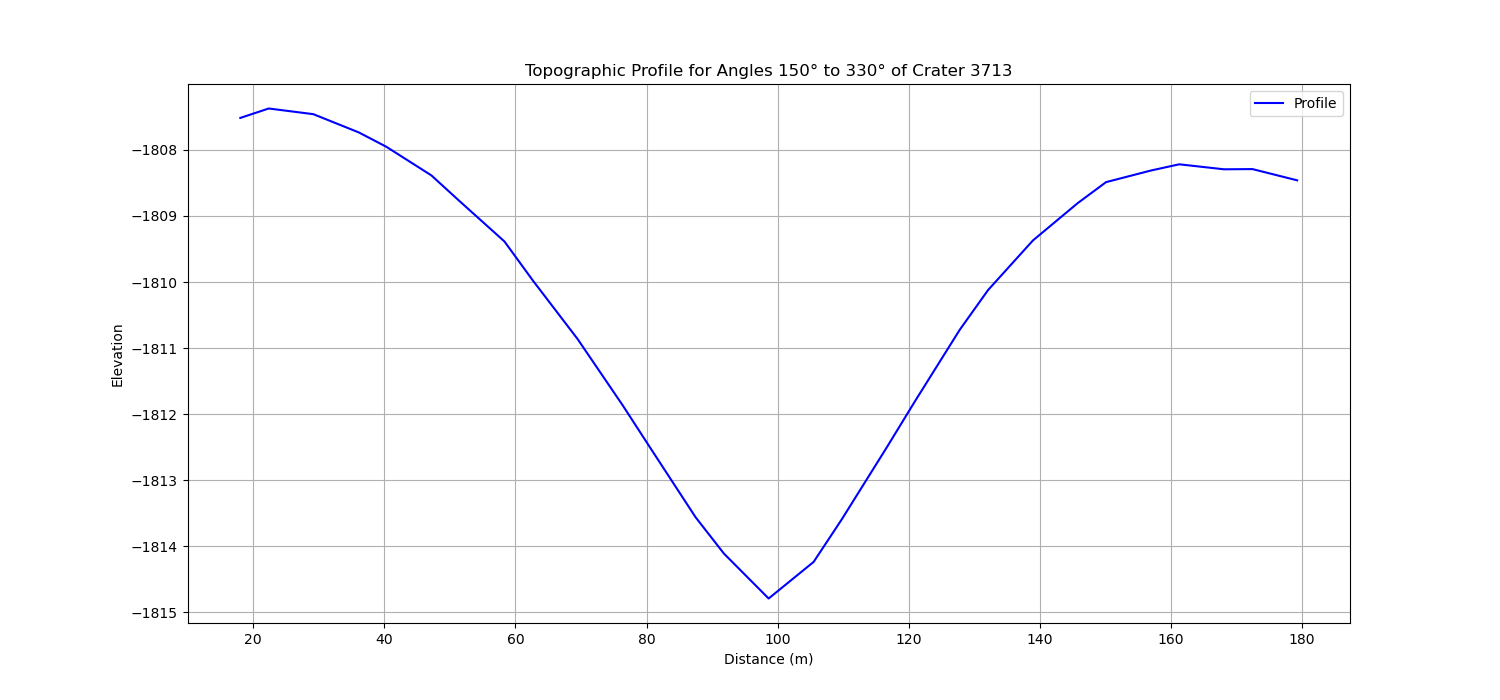 Topographic Profile for Angles 150° to 330° of Crater 3713
Profile
−1808
−1809
−1810
−1811
−1812
−1813
−1814
−1815
Elevation
20 40 60 80 100 120 140 160 180
Distance (m)